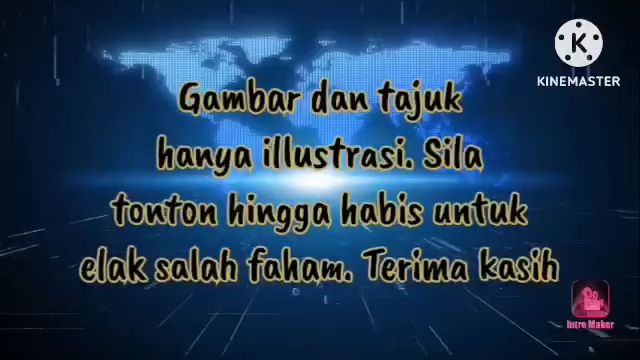 KINEMASTER
Gambar dan tajuk
hanya illustrasi. Sila
tonton hingga habis untuk
elak salah faham. Terima kasih
Intro Maker